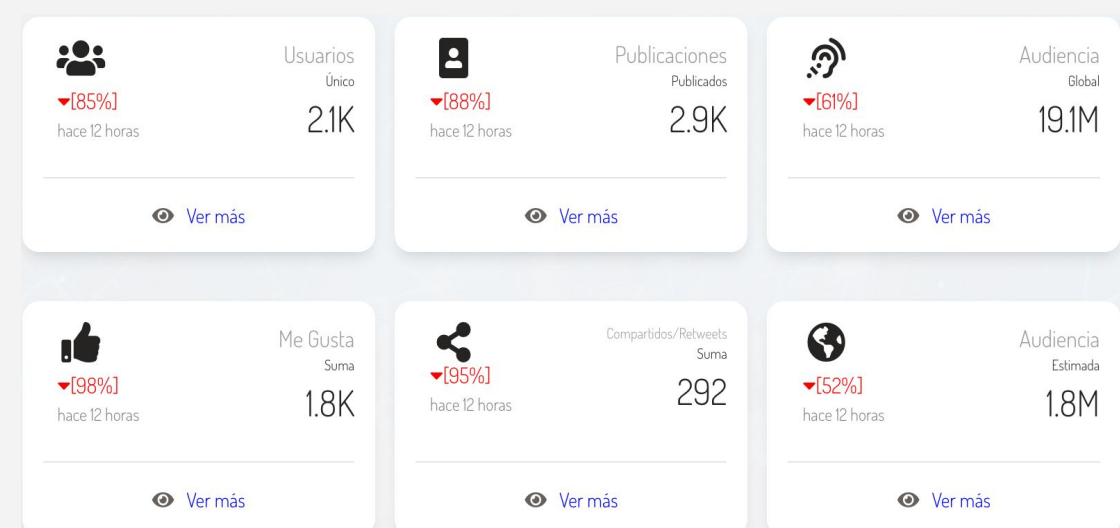 Usuarios
Único
[85%]
2.1K
hace 12 horas
Ver más
Publicaciones
Publicados
[88%]
2.9K
hace 12 horas
Ver más
Audiencia
Global
[61%]
19.1M
hace 12 horas
Ver más
Me Gusta
Suma
[98%]
1.8K
hace 12 horas
Ver más
Compartidos/Retweets
Suma
[95%]
292
hace 12 horas
Ver más
Audiencia
Estimada
[52%]
1.8M
hace 12 horas
Ver más